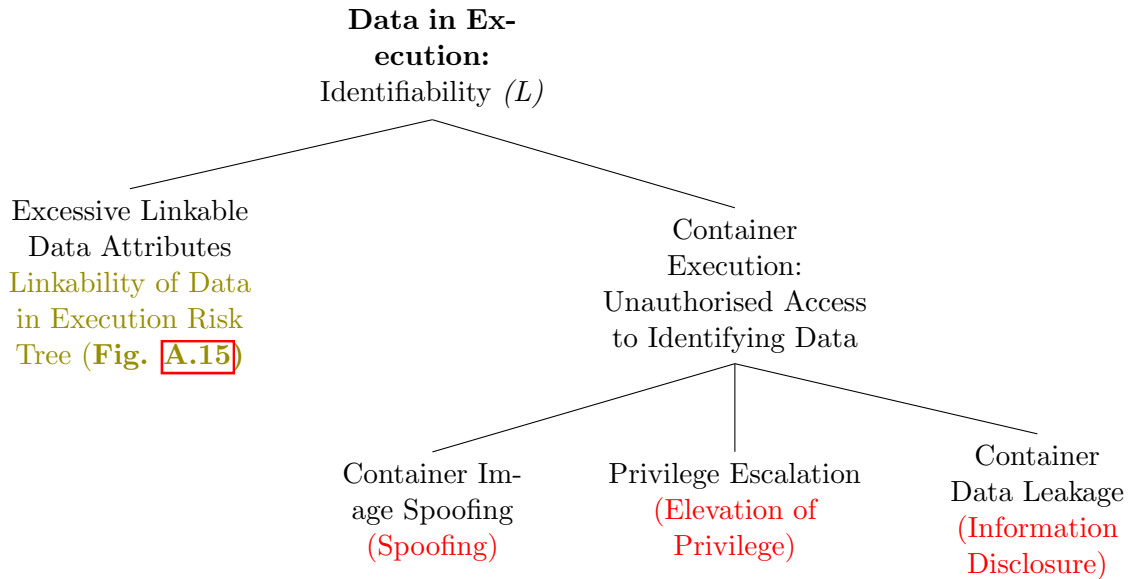 Data in Ex-
ecution:
Identifiability (L)
Excessive Linkable
Data Attributes
Linkability of Data
in Execution Risk
Tree (Fig. A.15)
Container
Execution:
Unauthorised Access
to Identifying Data
Container Im-
age Spoofing
(Spoofing)
Privilege Escalation
(Elevation of
Privilege)
Container
Data Leakage
(Information
Disclosure)